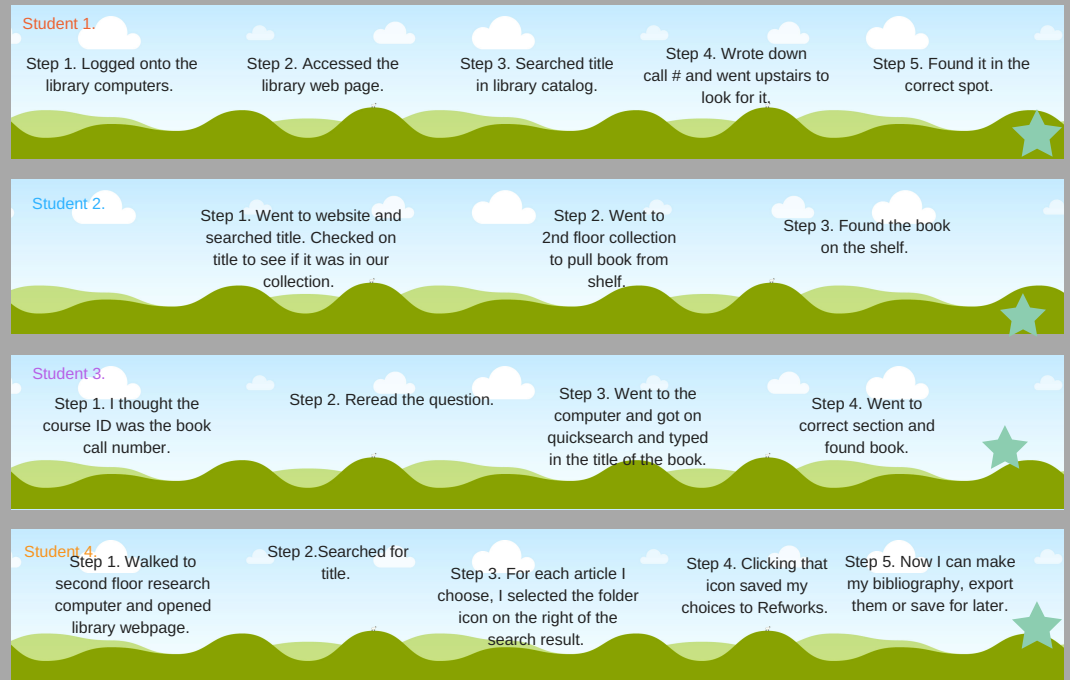 Student 1.
Step 1. Logged onto the
library computers.
Step 2. Accessed the
library web page.
Step 3. Searched title
in library catalog.
Step 4. Wrote down
call # and went upstairs to
look for it.
Step 5. Found it in the
correct spot.
Student 2.
Step 1. Went to website and
searched title. Checked on
title to see if it was in our
collection.
Step 2. Went to
2nd floor collection
to pull book from
shelf.
Step 3. Found the book
on the shelf.
Student 3.
Step 1. I thought the
course ID was the book
call number.
Step 2. Reread the question.
Step 3. Went to the
computer and got on
quicksearch and typed
in the title of the book.
Step 4. Went to
correct section and
found book.
Student 4.
Step 1. Walked to
second floor research
computer and opened
library webpage.
Step 2.Searched for
title.
Step 3. For each article I
choose, I selected the folder
icon on the right of the
search result.
Step 4. Clicking that
icon saved my
choices to Refworks.
Step 5. Now I can make
my bibliography, export
them or save for later.